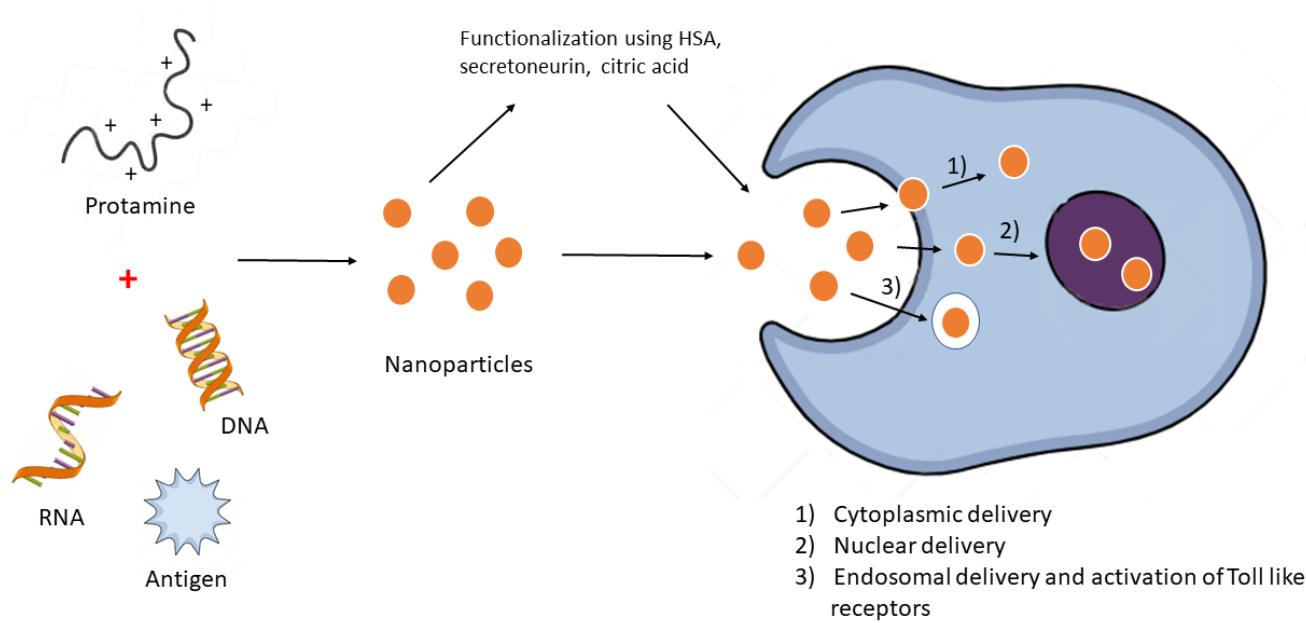 Functionalization using HSA,
secretoneurin, citric acid
+
+
+
+
+
Protamine
+
DNA
RNA
Antigen
Nanoparticles
1)
2)
3)
1) Cytoplasmic delivery
2) Nuclear delivery
3) Endosomal delivery and activation of Toll like
receptors